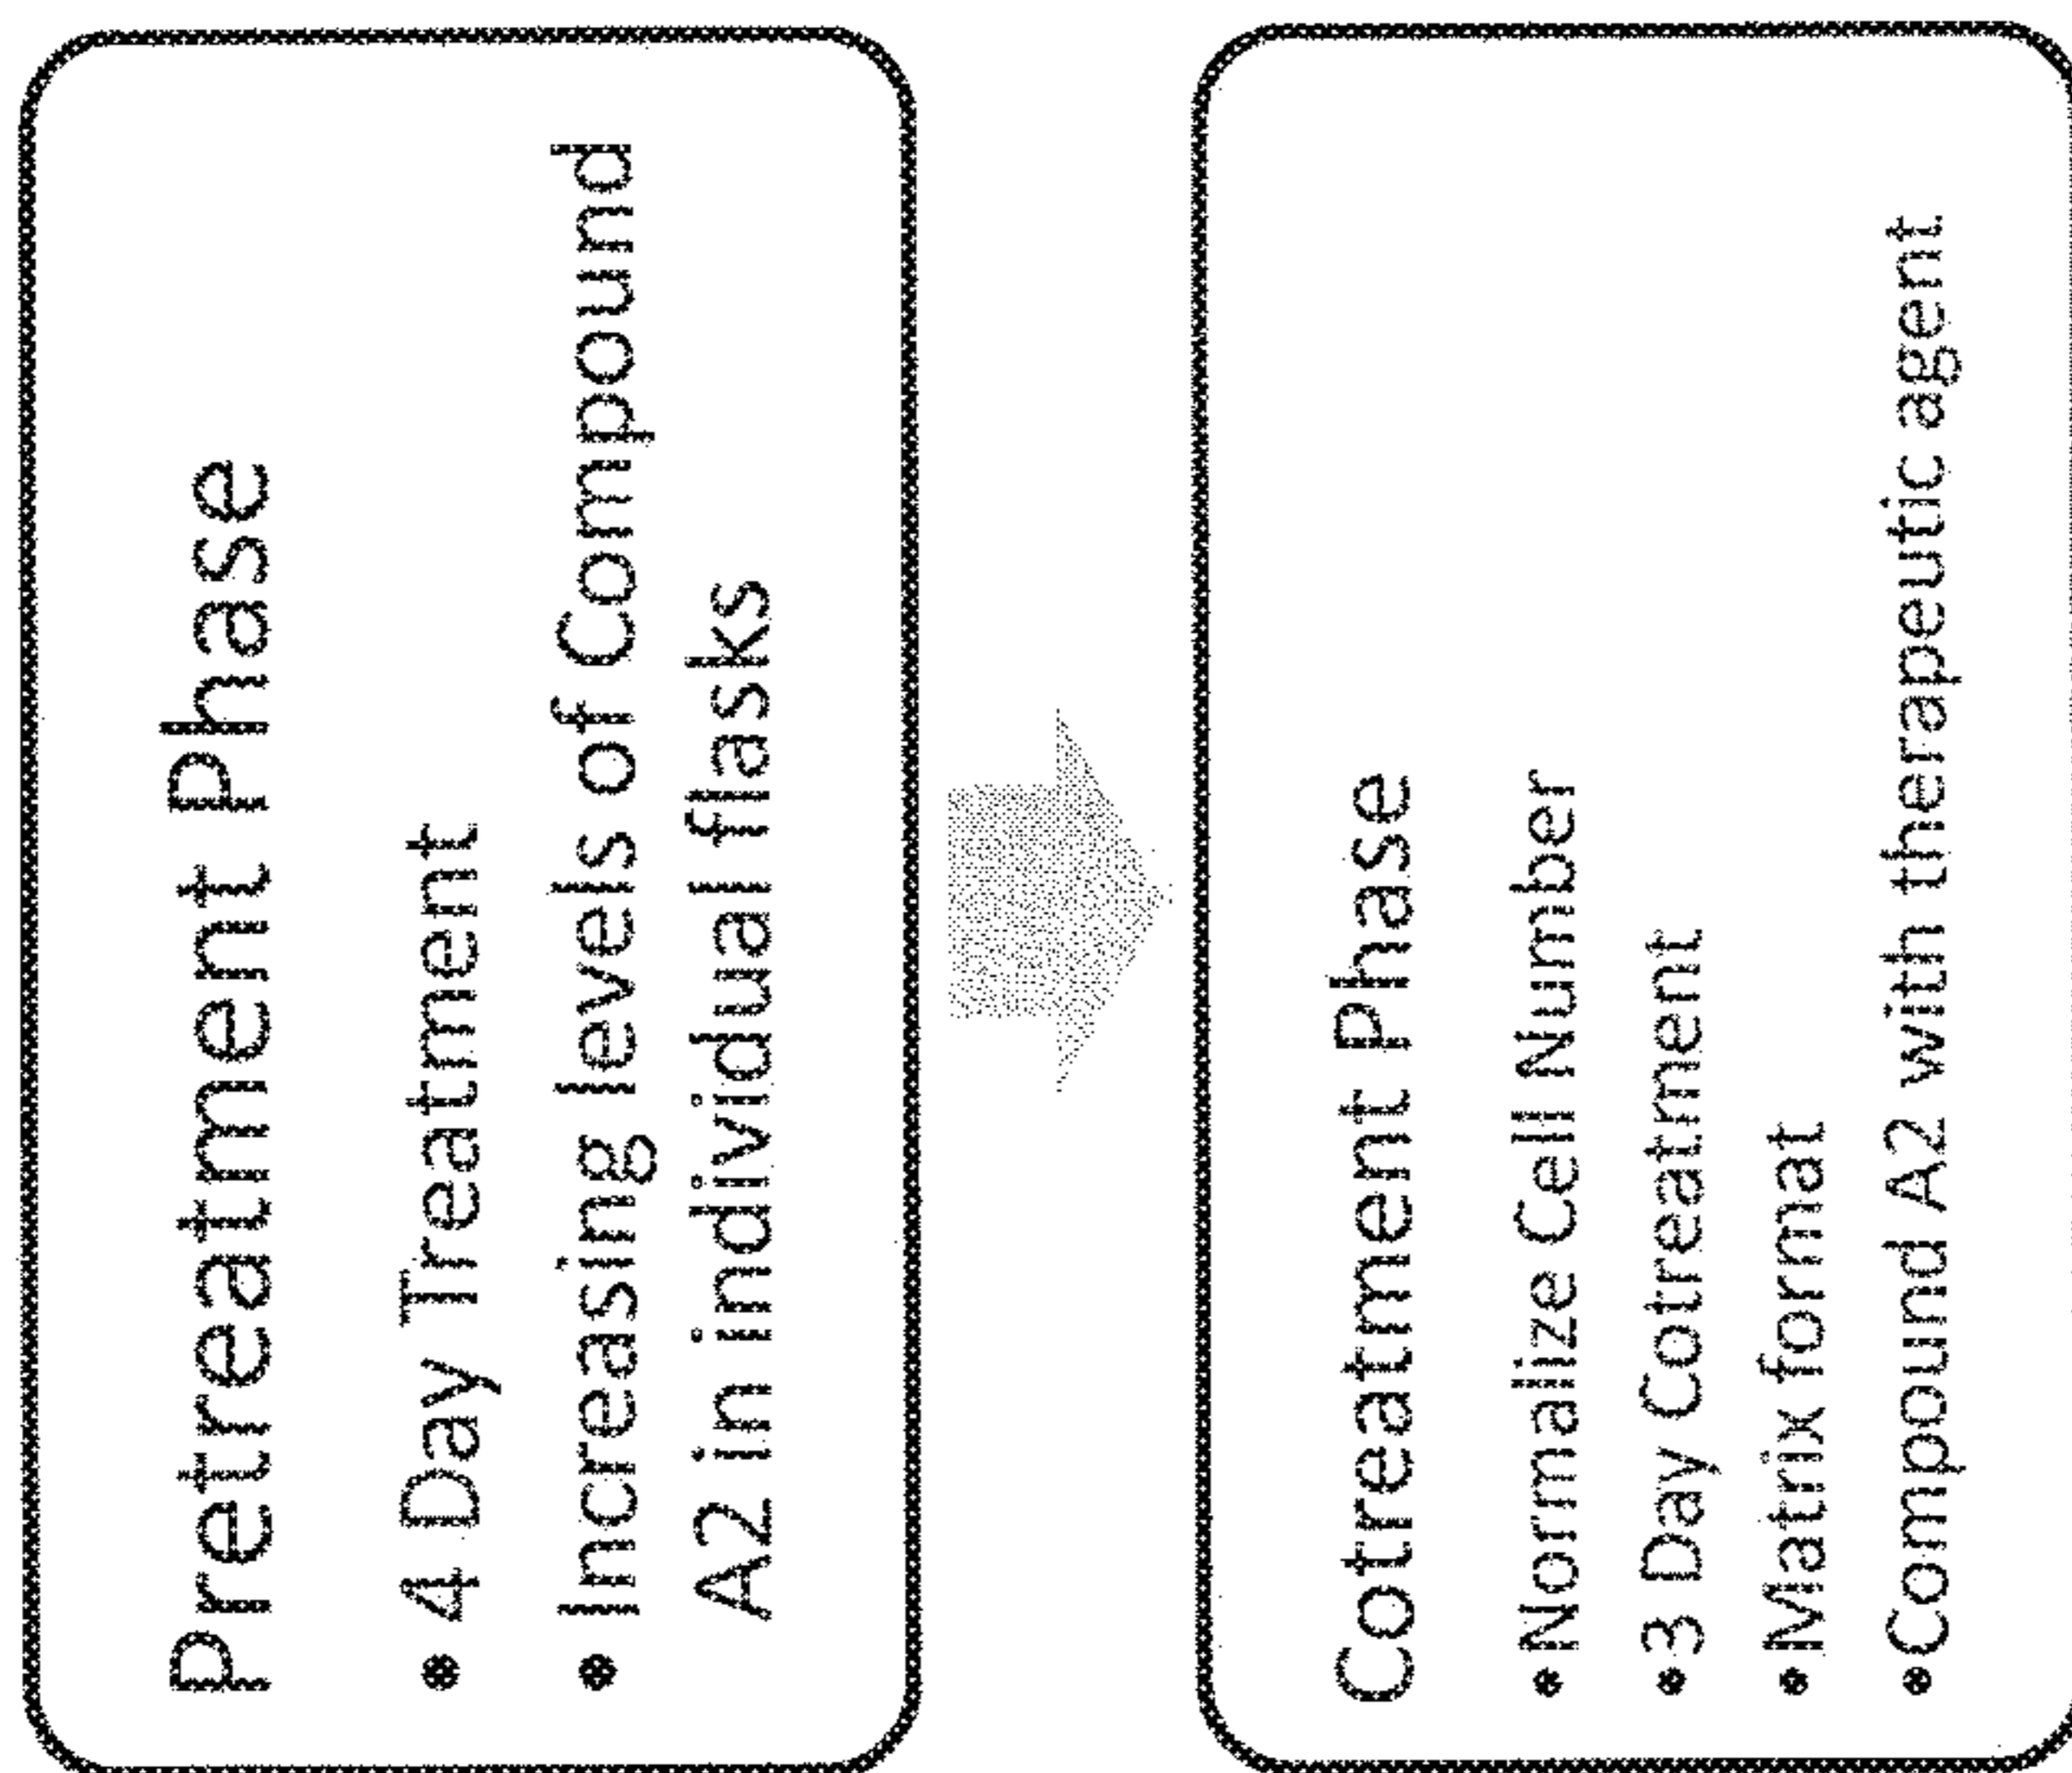 Pretreatment Phase
• 4 Day Treatment
• Increasing levels of Compound
A2 in individual flasks
Cotreatment Phase
• Normalize Cell Number
• 3 Day Cotreatment
• Matrix format
• Compound A2 with therapeutic agent